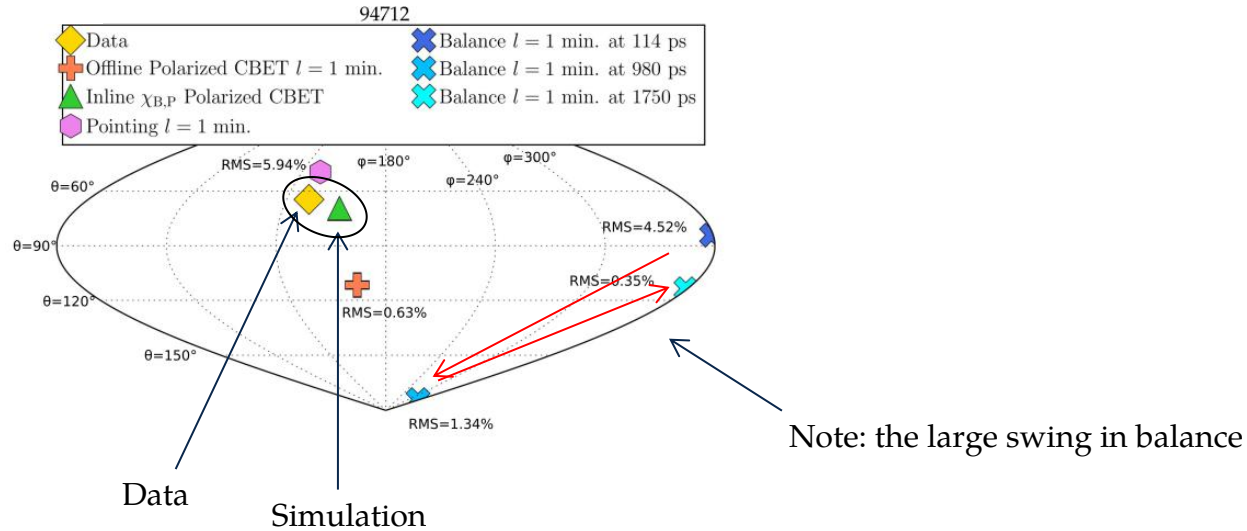 94712
Data
Offline Polarized CBET l = 1 min.
Inline χB,P Polarized CBET
Pointing l = 1 min.
Balance l = 1 min. at 114 ps
Balance l = 1 min. at 980 ps
Balance l = 1 min. at 1750 ps
RMS=5.94%
φ=180°
φ=300°
θ=60°
φ=240°
RMS=4.52%
θ=90°
RMS=0.35%
θ=120°
RMS=0.63%
θ=150°
RMS=1.34%
Note: the large swing in balance
Data
Simulation